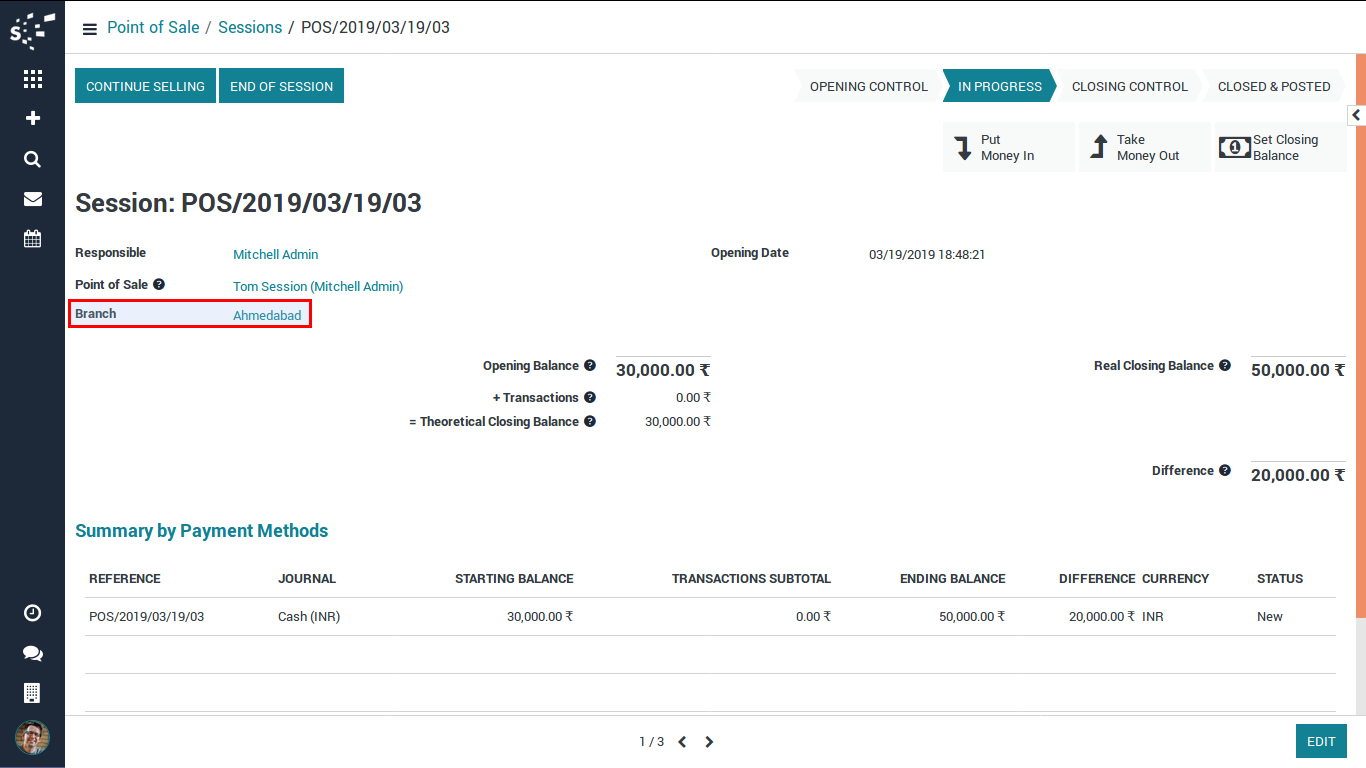 Point of Sale / Sessions / POS/2019/03/19/03
CONTINUE SELLING END OF SESSION OPENING CONTROL IN PROGRESS CLOSING CONTROL CLOSED & POSTED
Put
Money In
Take
Money Out
Set Closing
Balance
Session: POS/2019/03/19/03
Responsible Mitchell Admin Opening Date 03/19/2019 18:48:21
Point of Sale Tom Session (Mitchell Admin)
Branch Ahmedabad
Opening Balance 30,000.00 ₹ Real Closing Balance 50,000.00 ₹
+ Transactions 0.00 ₹
= Theoretical Closing Balance 30,000.00 ₹
Difference 20,000.00 ₹
Summary by Payment Methods
REFERENCE JOURNAL STARTING BALANCE TRANSACTIONS SUBTOTAL ENDING BALANCE DIFFERENCE CURRENCY STATUS
POS/2019/03/19/03 Cash (INR) 30,000.00 ₹ 0.00 ₹ 50,000.00 ₹ 20,000.00 ₹ INR New
1 / 3 EDIT